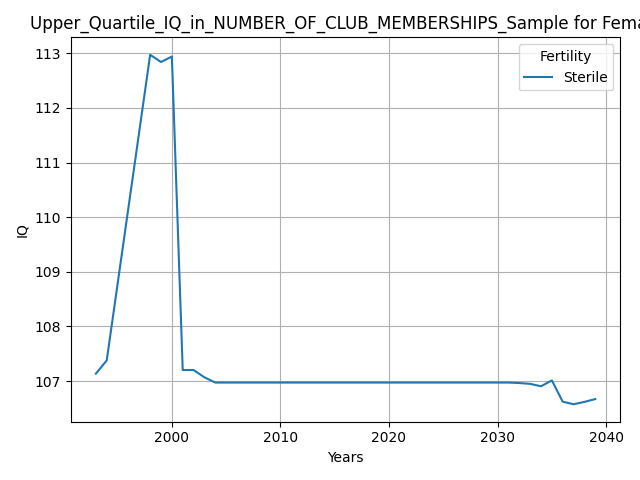 Upper_Quartile_IQ_in_NUMBER_OF_CLUB_MEMBERSHIPS_Sample for Fema
Fertility
Sterile
113
112
111
110
109
108
107
IQ
2000 2010 2020 2030 2040
Years